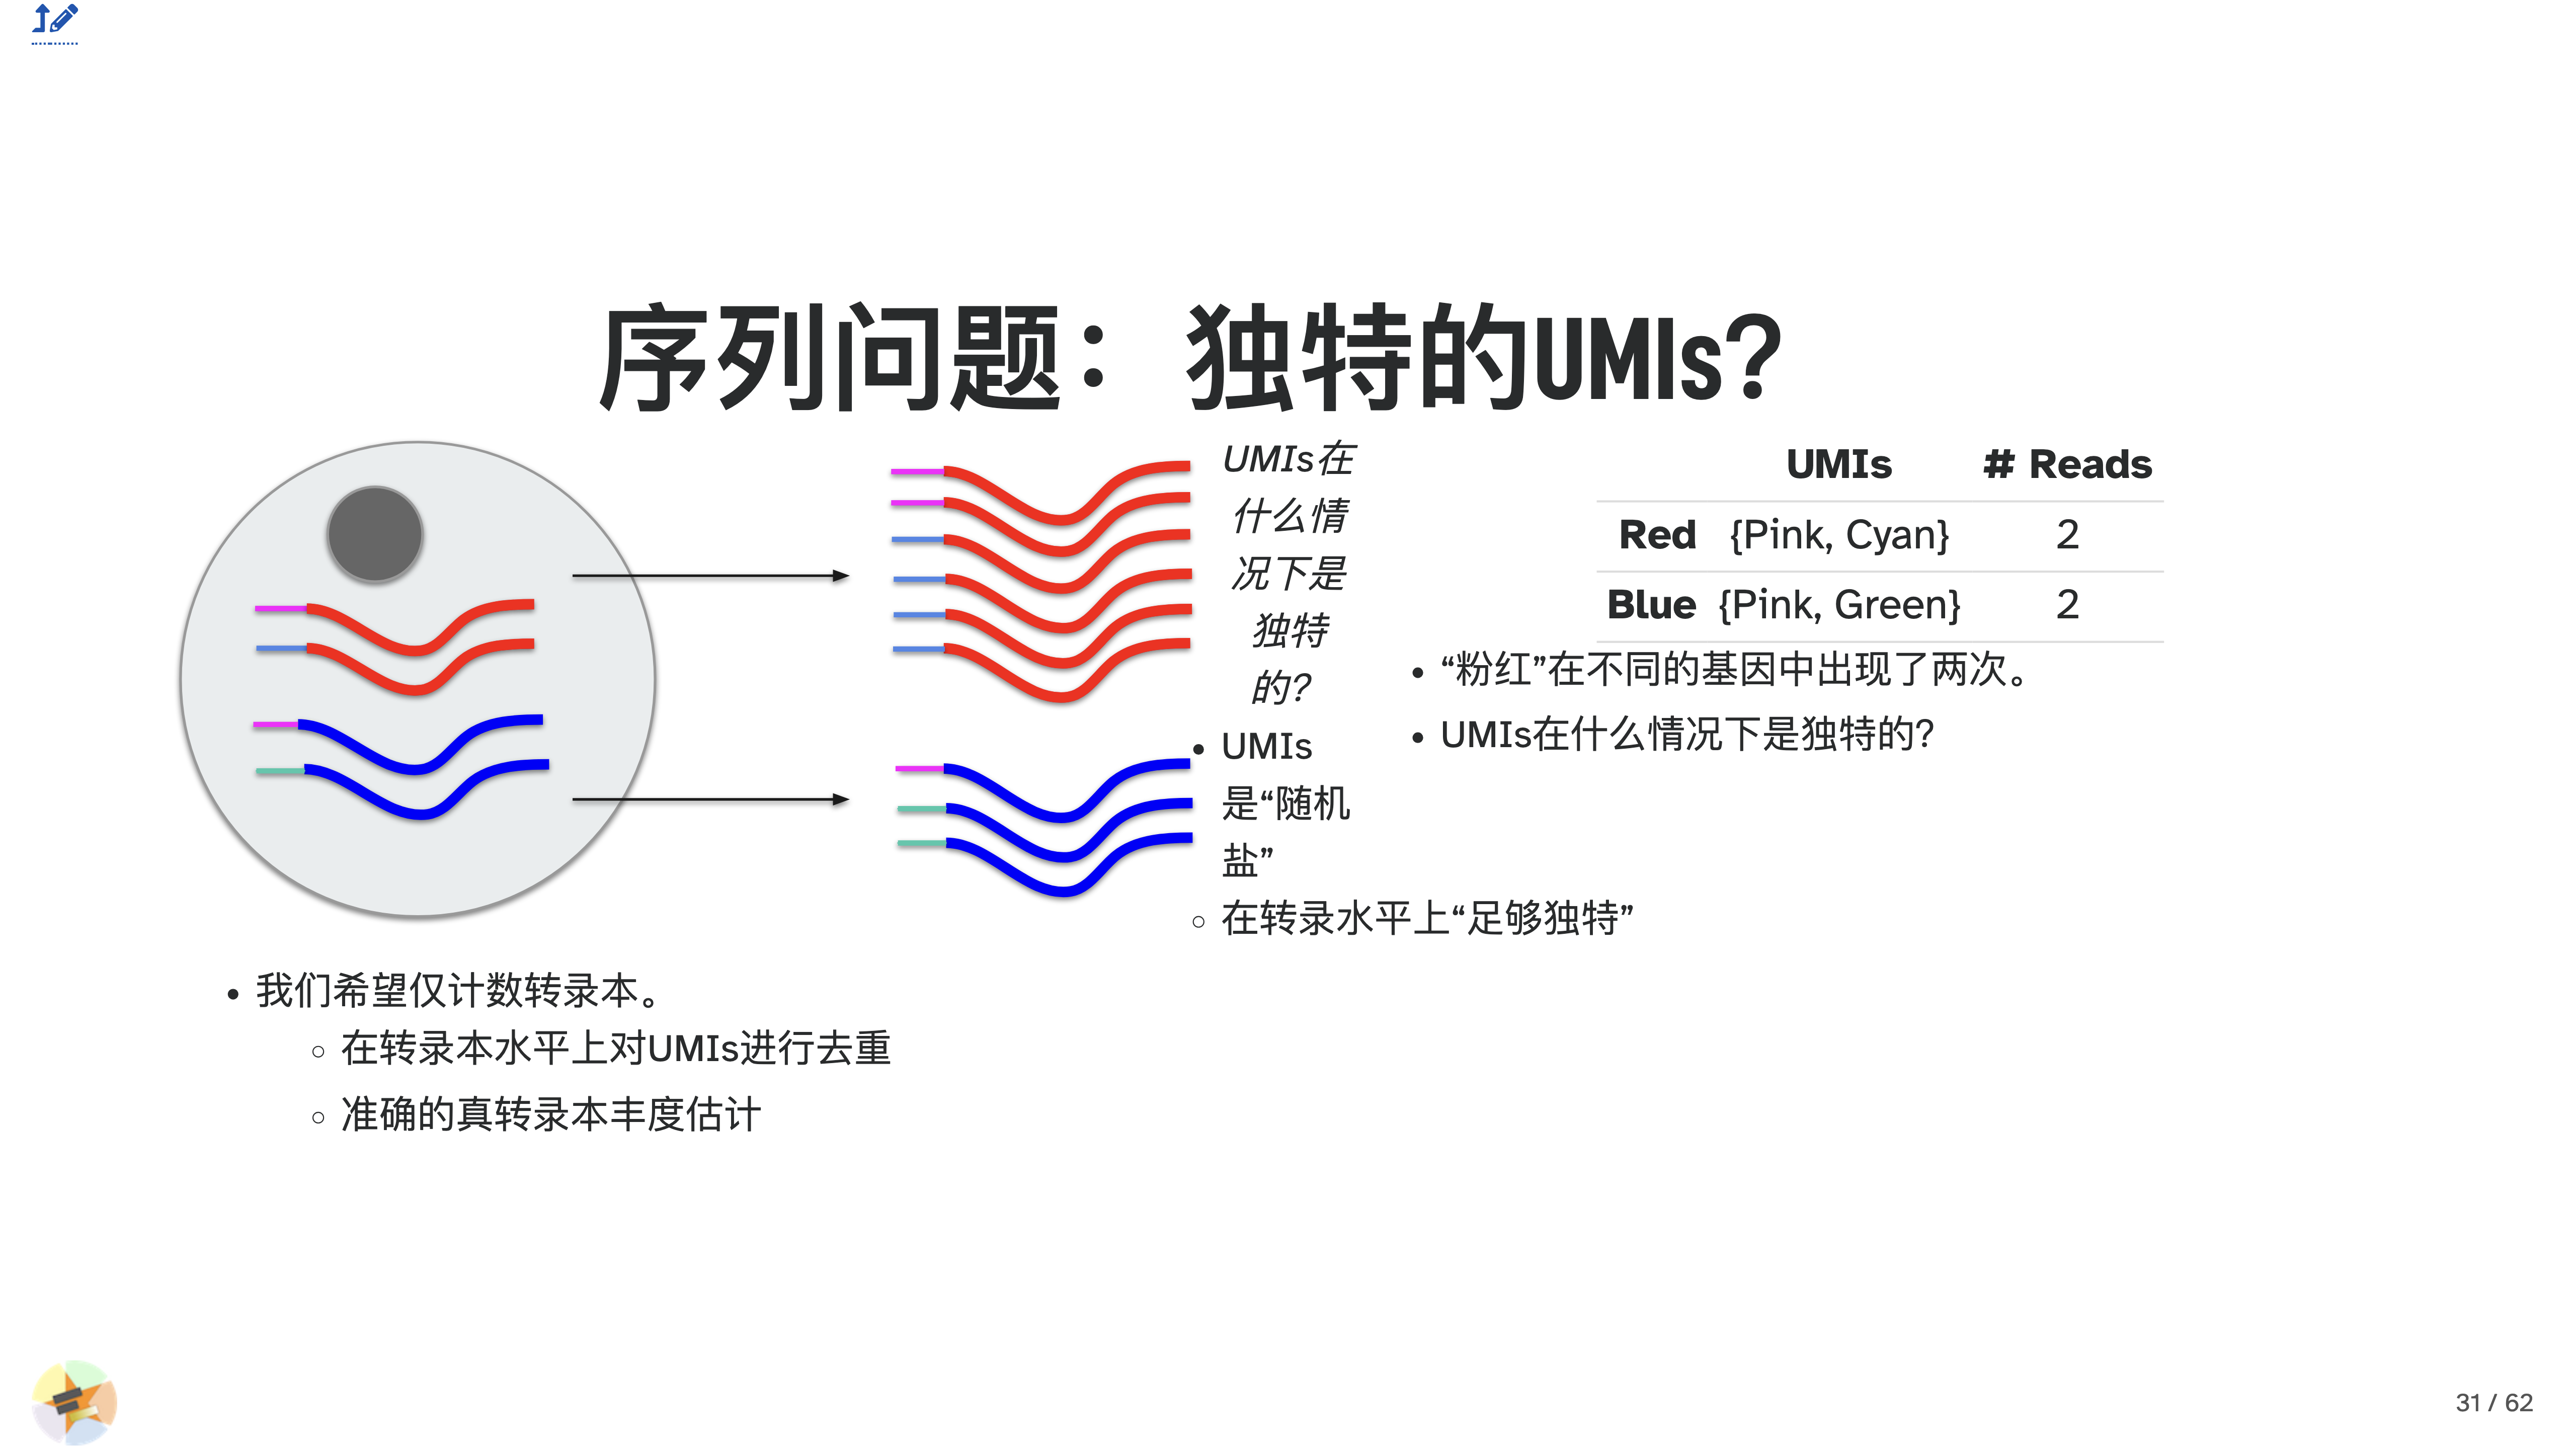 序列问题：独特的UMIs？
UMIs在
什么情
况下是
独特
的？
UMIs # Reads
Red {Pink, Cyan} 2
Blue {Pink, Green} 2
• “粉红”在不同的基因中出现了两次。
• UMIs在什么情况下是独特的？
• UMIs
是“随机
盐”
○ 在转录水平上“足够独特”
• 我们希望仅计数转录本。
○ 在转录本水平上对UMIs进行去重
○ 准确的真转录本丰度估计
31 / 62